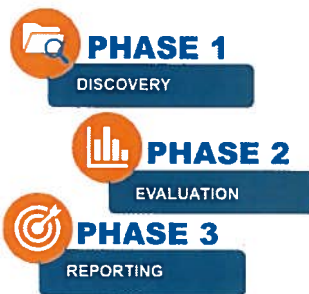 PHASE 1
DISCOVERY
PHASE 2
EVALUATION
PHASE 3
REPORTING